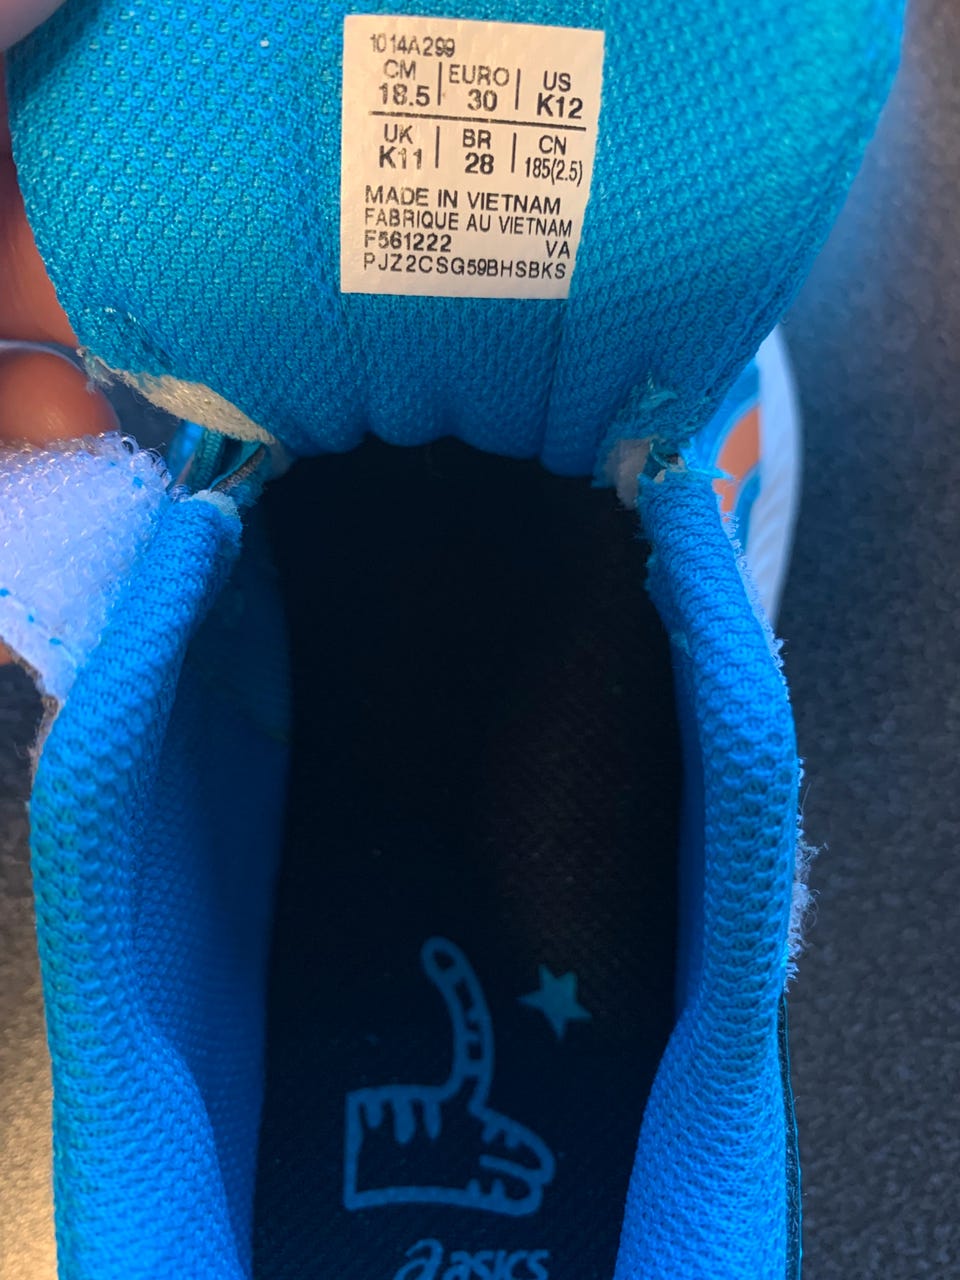 1014A299
CM | EURO | US
18.5 | 30 | K12
UK | BR | CN
K11 | 28 | 185(2.5)
MADE IN VIETNAM
FABRIQUE AU VIETNAM
F561222 VA
PJZ2CSG59BHSBKS
asics